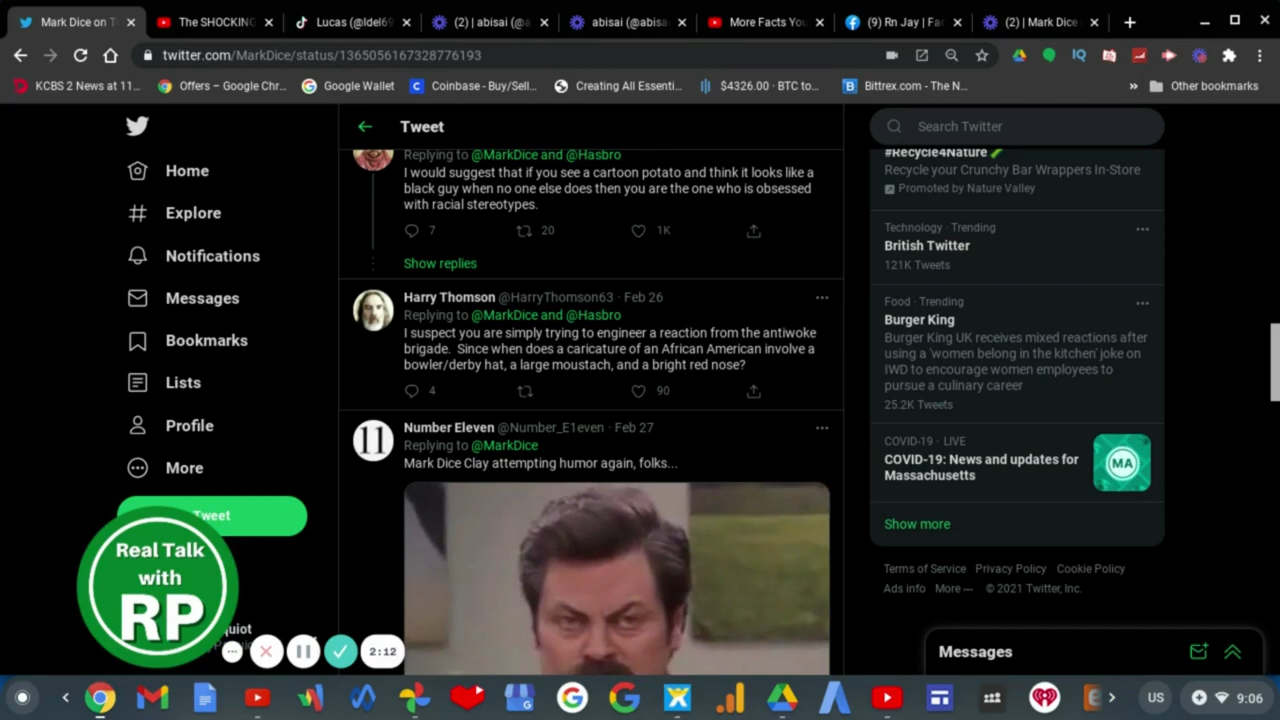 Mark Dice on T
The SHOCKING
Lucas (@Idel69
(2) | abisai (@a
abisai (@abisa
More Facts You
(9) Rn Jay | Fac
(2) | Mark Dice
twitter.com/MarkDice/status/1365056167328776193
KCBS 2 News at 11...
Offers – Google Chr...
Google Wallet
Coinbase - Buy/Sell...
Creating All Essenti...
$4326.00 · BTC to...
Bittrex.com - The N...
Other bookmarks
Home
Explore
Notifications
Messages
Bookmarks
Lists
Profile
More
Tweet
Real Talk
with
RP
quiot
2:12
Tweet
Replying to @MarkDice and @Hasbro
I would suggest that if you see a cartoon potato and think it looks like a
black guy when no one else does then you are the one who is obsessed
with racial stereotypes.
7 20 1K
Show replies
Harry Thomson @HarryThomson63 · Feb 26
Replying to @MarkDice and @Hasbro
I suspect you are simply trying to engineer a reaction from the antiwoke
brigade. Since when does a caricature of an African American involve a
bowler/derby hat, a large moustach, and a bright red nose?
4 90
11
Number Eleven @Number_E1even · Feb 27
Replying to @MarkDice
Mark Dice Clay attempting humor again, folks...
Search Twitter
#Recycle4Nature
Recycle your Crunchy Bar Wrappers In-Store
Promoted by Nature Valley
Technology · Trending
British Twitter
121K Tweets
Food · Trending
Burger King
Burger King UK receives mixed reactions after
using a 'women belong in the kitchen' joke on
IWD to encourage women employees to
pursue a culinary career
25.2K Tweets
COVID-19 · LIVE
COVID-19: News and updates for
Massachusetts
MA
Show more
Terms of Service Privacy Policy Cookie Policy
Ads info More © 2021 Twitter, Inc.
Messages
US
9:06